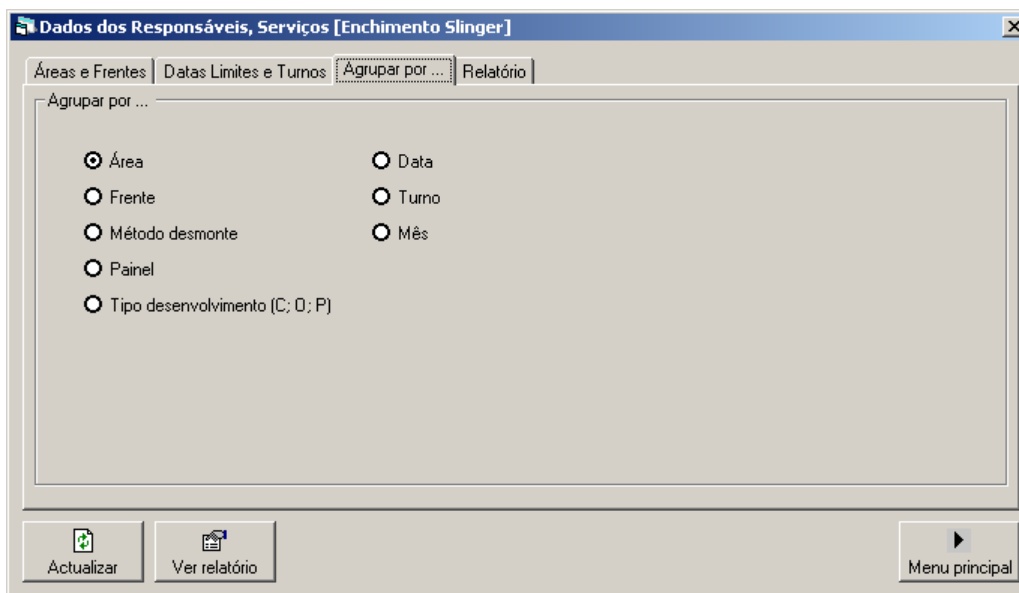 Dados dos Responsáveis, Serviços [Enchimento Slinger]
Áreas e Frentes Datas Limites e Turnos Agrupar por ... Relatório
Agrupar por ...
Área
Frente
Método desmonte
Painel
Tipo desenvolvimento (C; O; P)
Data
Turno
Mês
Actualizar Ver relatório Menu principal